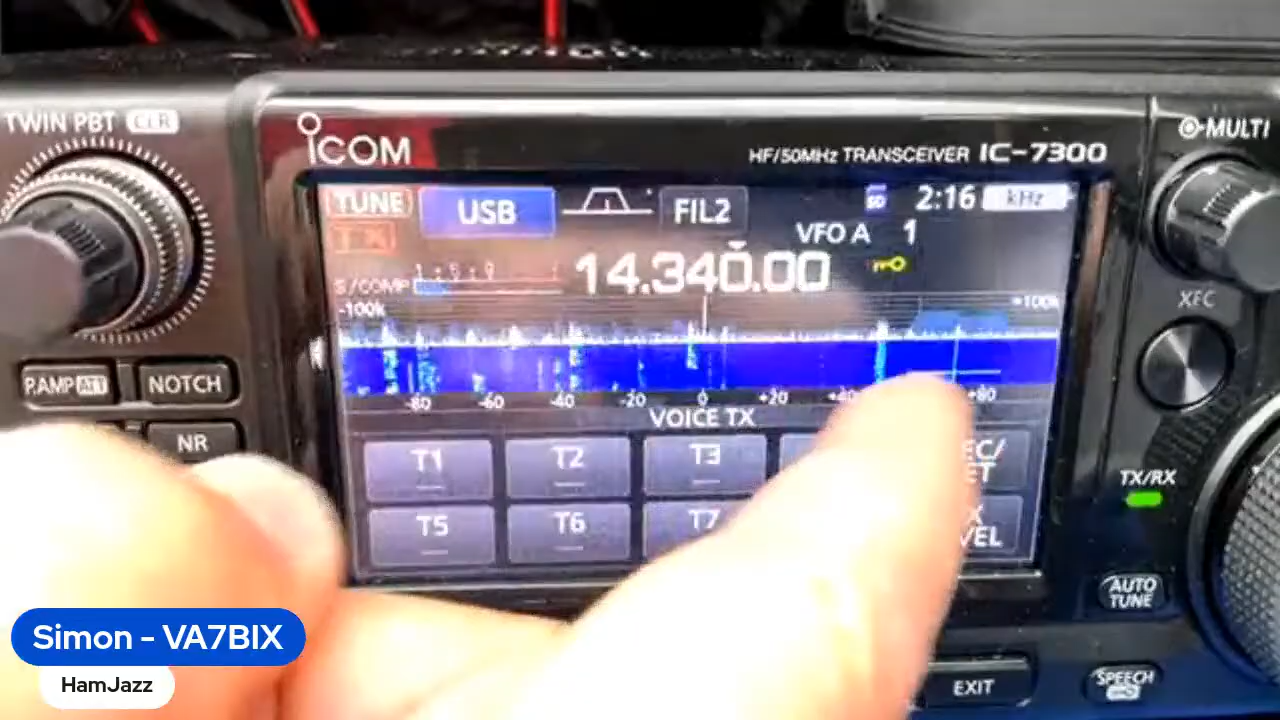 TWIN PBT CLR
ICOM
HF/50MHz TRANSCEIVER IC-7300
MULTI
TUNE USB FIL2 SD 2:16 kHz
TX
VFO A 1
14.340.00
S/COMP
-100k +100k
XFC
-80 -60 -40 -20 0 +20 +40 +80
P.AMP ATT NOTCH
VOICE TX
NR
T1 T2 T3
TX/RX
T5 T6 T7
AUTO
TUNE
EXIT SPEECH
Simon - VA7BIX
HamJazz